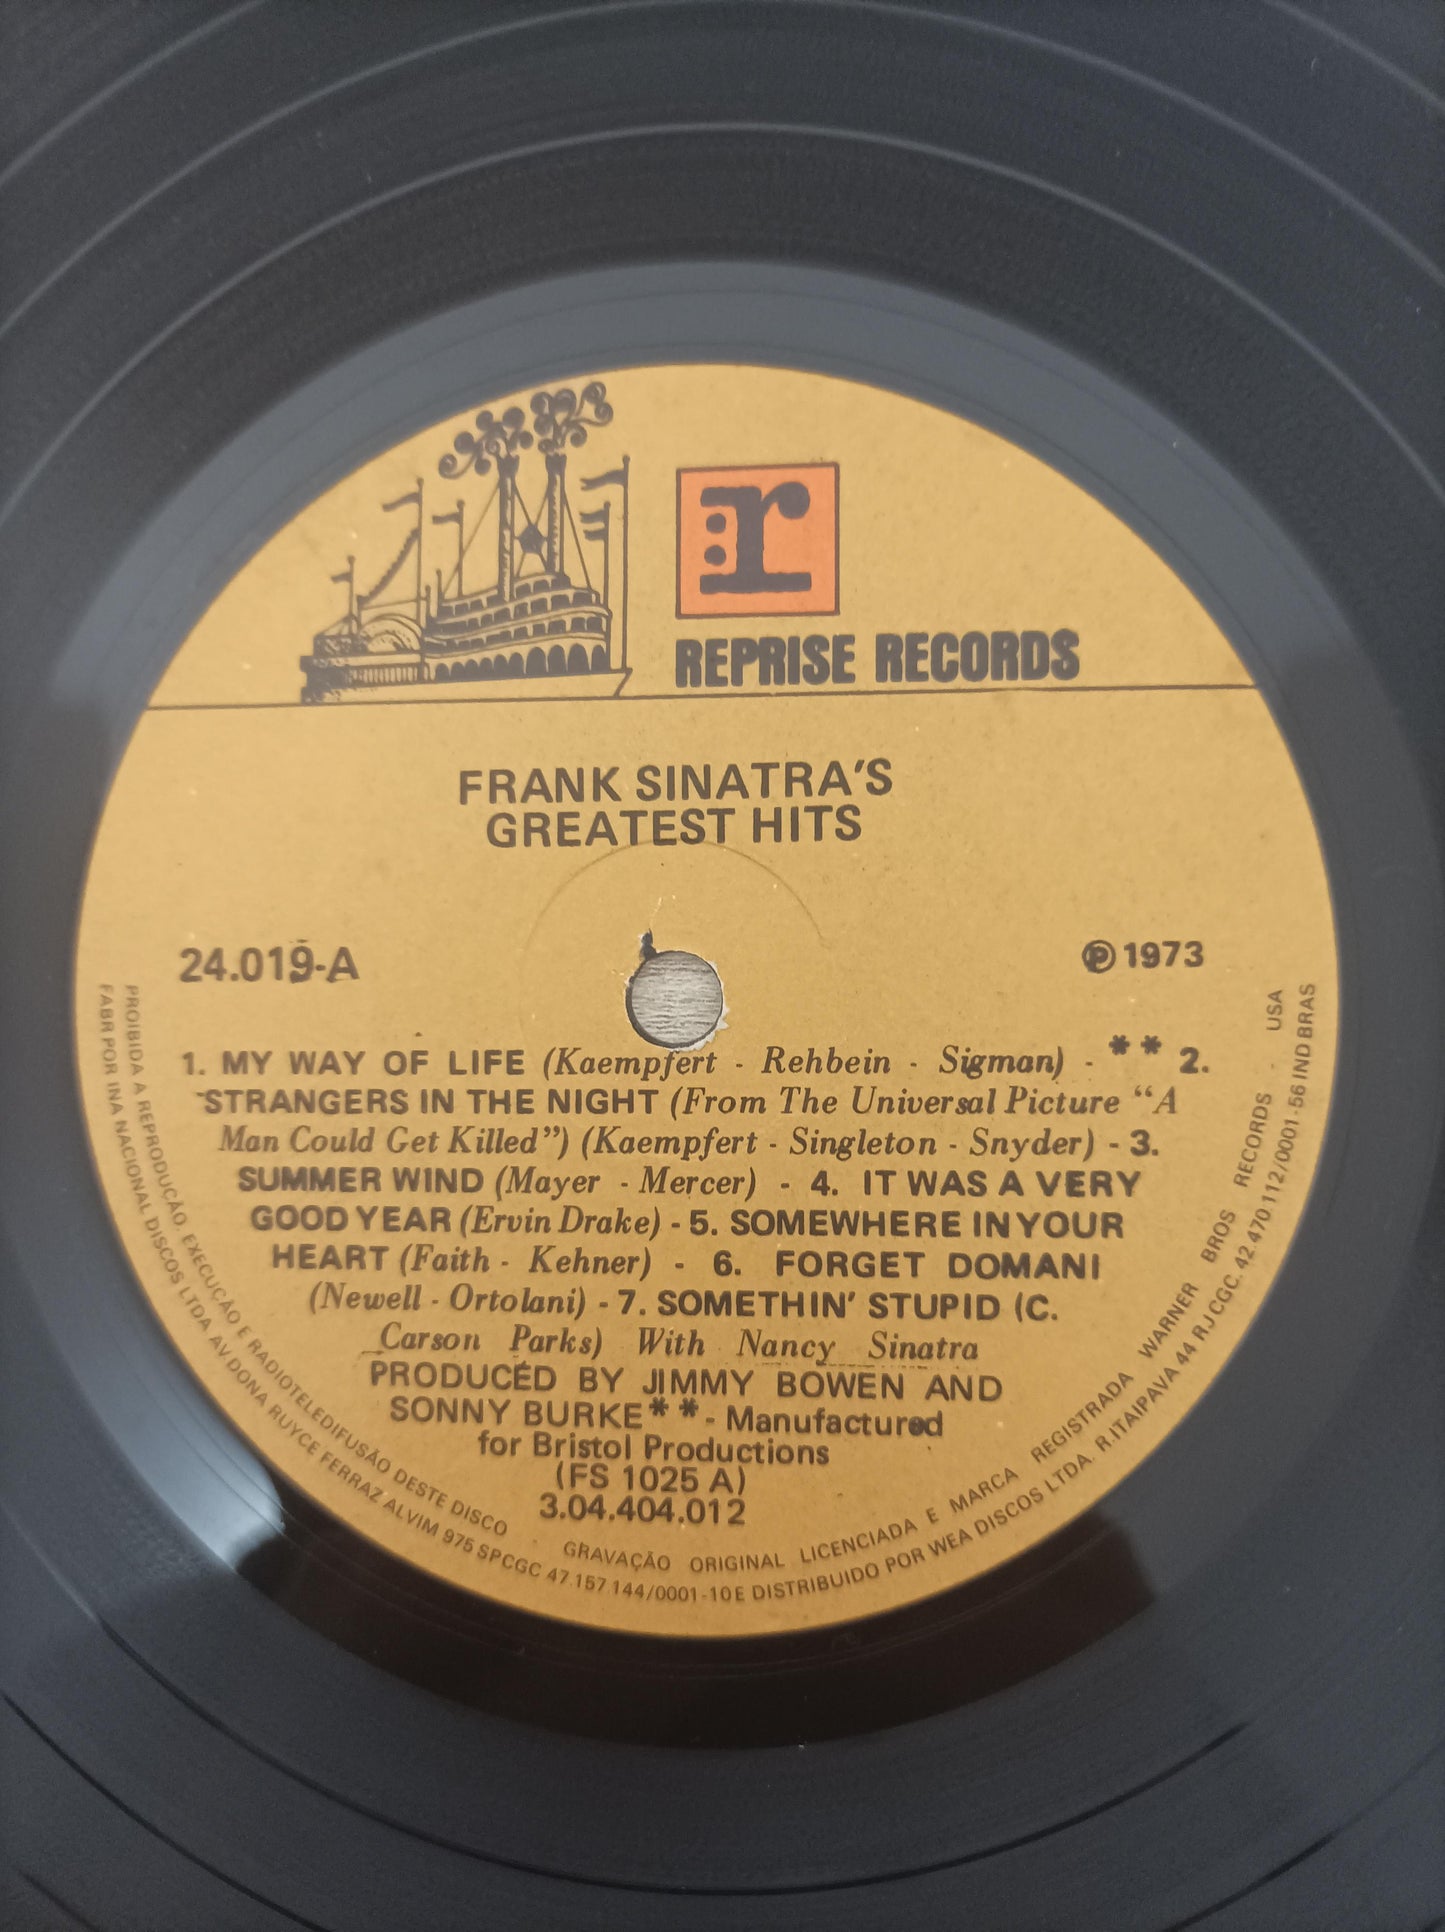 r
REPRISE RECORDS
FRANK SINATRA'S
GREATEST HITS
24.019-A
Ⓟ 1973
1. MY WAY OF LIFE (Kaempfert - Rehbein - Sigman) - ** 2.
STRANGERS IN THE NIGHT (From The Universal Picture “A
Man Could Get Killed”) (Kaempfert - Singleton - Snyder) - 3.
SUMMER WIND (Mayer - Mercer) - 4. IT WAS A VERY
GOOD YEAR (Ervin Drake) - 5. SOMEWHERE IN YOUR
HEART (Faith - Kehner) - 6. FORGET DOMANI
(Newell - Ortolani) - 7. SOMETHIN' STUPID (C.
Carson Parks) With Nancy Sinatra
PRODUCED BY JIMMY BOWEN AND
SONNY BURKE** - Manufactured
for Bristol Productions
(FS 1025 A)
3.04.404.012
PROIBIDA A REPRODUCÃO, EXECUÇÃO E RADIOTELEDIFUSÃO DESTE DISCO · GRAVAÇÃO ORIGINAL LICENCIADA E MARCA REGISTRADA WARNER BROS RECORDS - USA
FABR POR INA NACIONAL DISCOS LTDA AV DONA RUYCE FERRAZ ALVIM 975 SPCGC 47.157.144/0001-10 E DISTRIBUIDO POR WEA DISCOS LTDA. R.ITAIPAVA 44 RJ CGC. 42 470 112/0001-56 IND BRAS